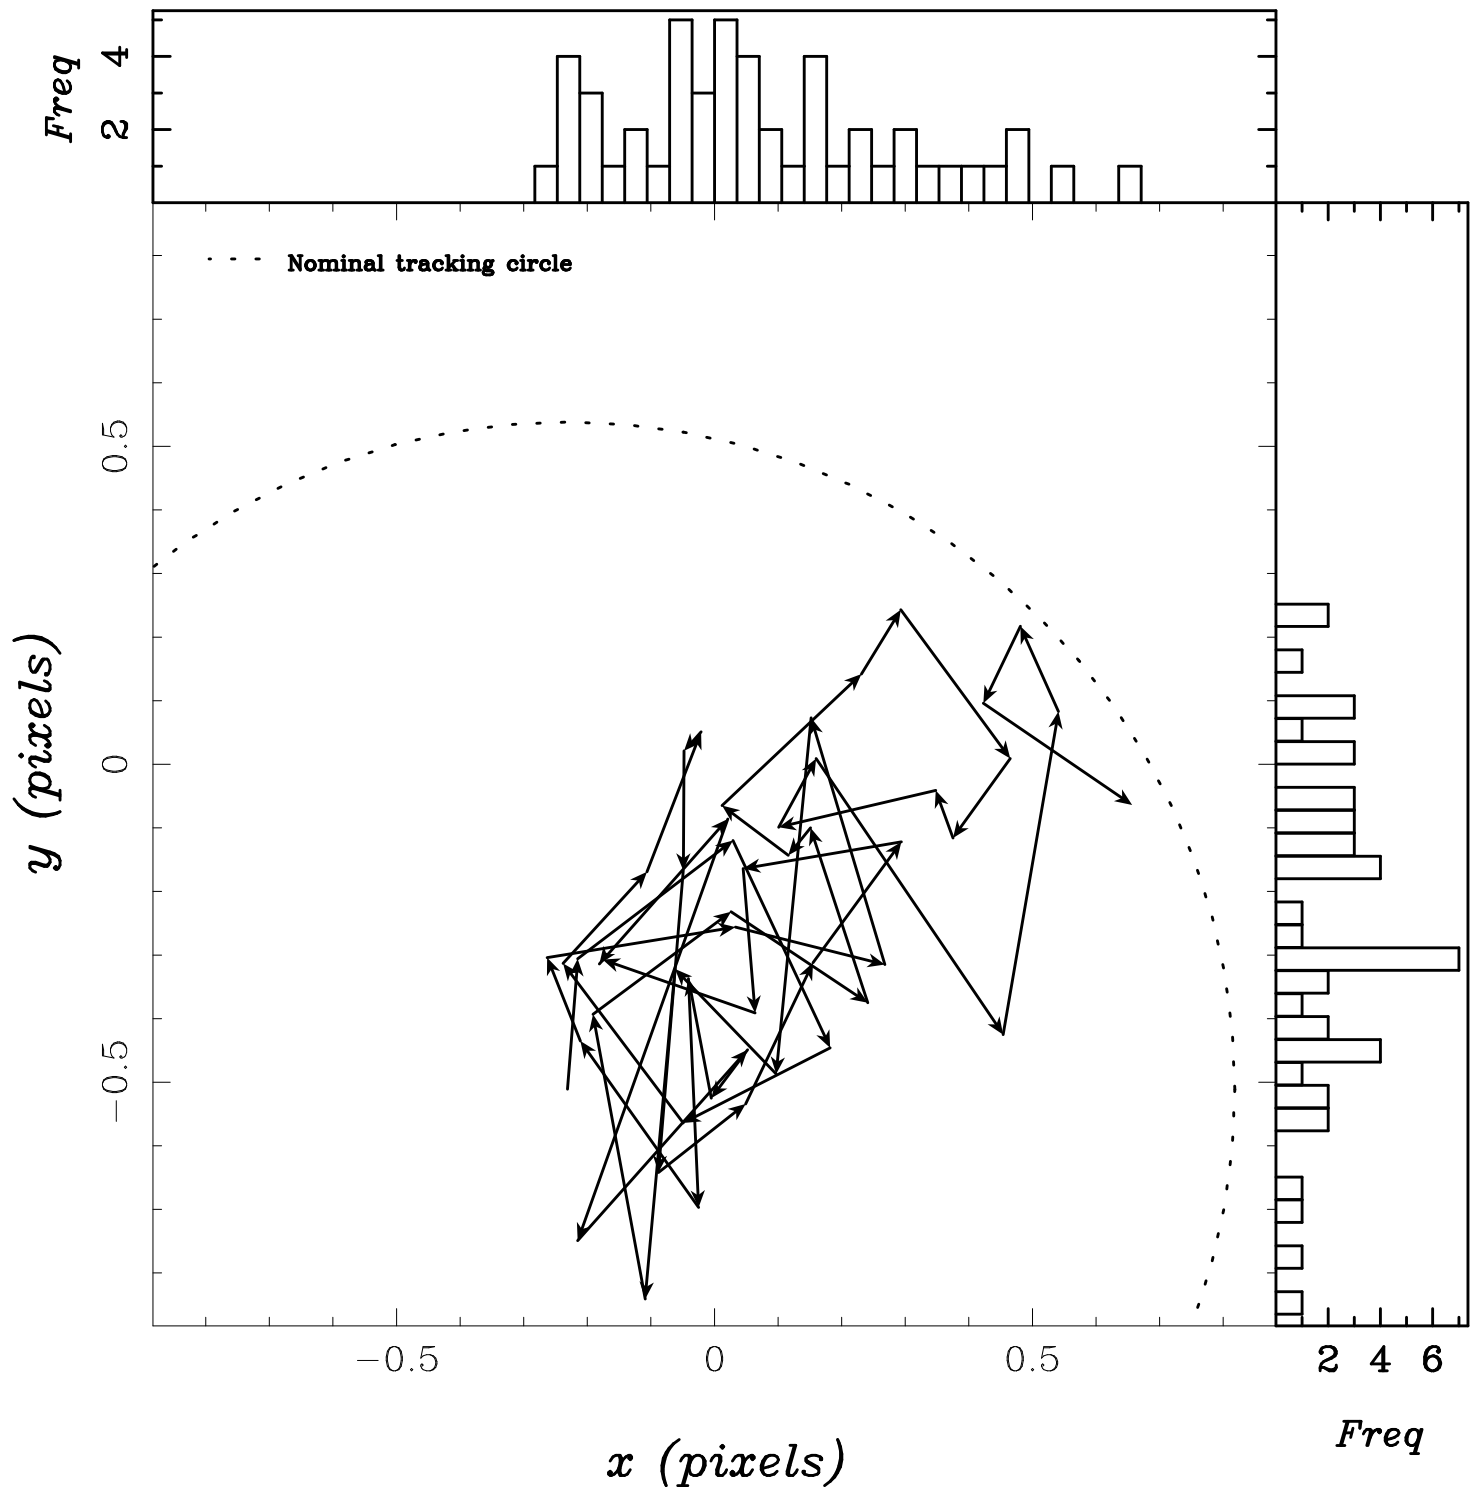 Freq
4
2
Nominal tracking circle
0.5
0
−0.5
y (pixels)
−0.5 0 0.5
2 4 6
Freq
x (pixels)